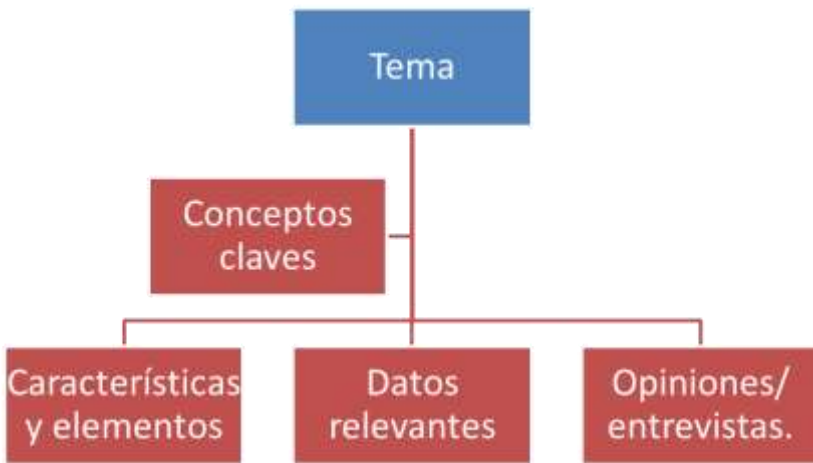 Tema
Conceptos
claves
Características
y elementos
Datos
relevantes
Opiniones/
entrevistas.